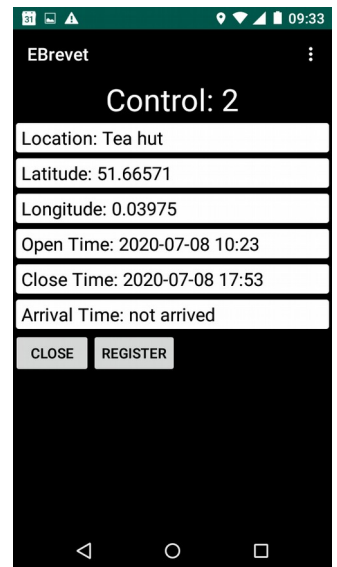 31 09:33
EBrevet
Control: 2
Location: Tea hut
Latitude: 51.66571
Longitude: 0.03975
Open Time: 2020-07-08 10:23
Close Time: 2020-07-08 17:53
Arrival Time: not arrived
CLOSE REGISTER